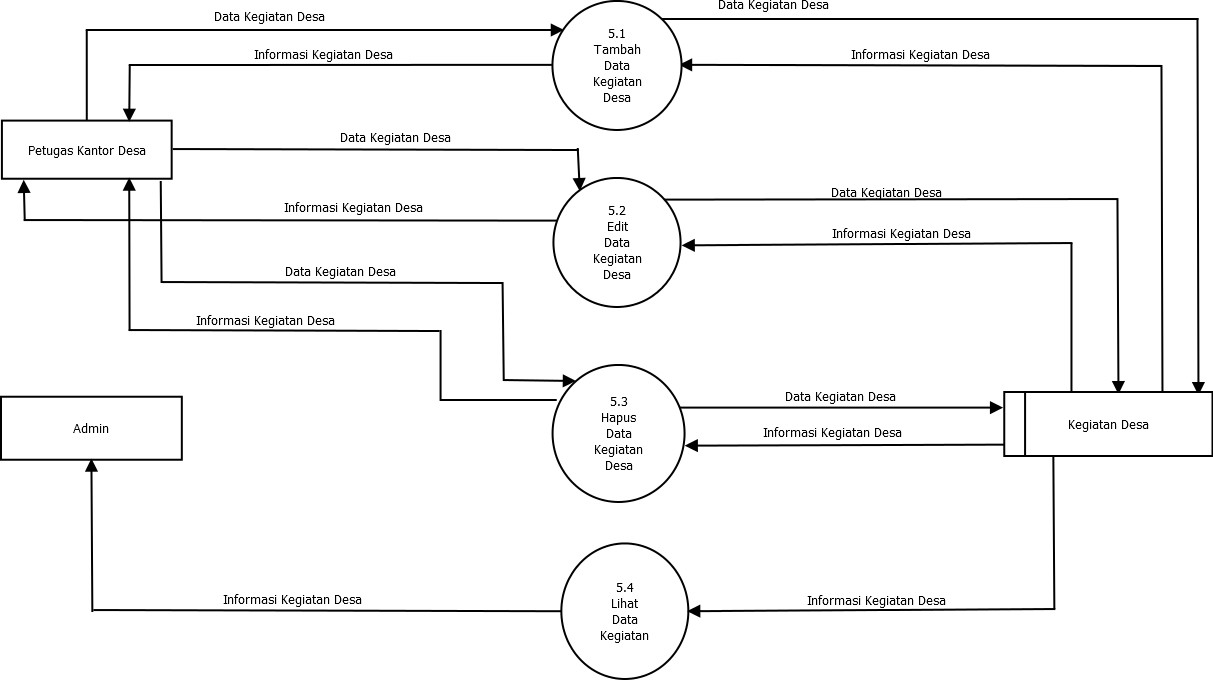 Data Kegiatan Desa
Data Kegiatan Desa
Informasi Kegiatan Desa
5.1
Tambah
Data
Kegiatan
Desa
Informasi Kegiatan Desa
Petugas Kantor Desa
Data Kegiatan Desa
Informasi Kegiatan Desa
5.2
Edit
Data
Kegiatan
Desa
Data Kegiatan Desa
Informasi Kegiatan Desa
Data Kegiatan Desa
Informasi Kegiatan Desa
Admin
5.3
Hapus
Data
Kegiatan
Desa
Data Kegiatan Desa
Informasi Kegiatan Desa
Kegiatan Desa
Informasi Kegiatan Desa
5.4
Lihat
Data
Kegiatan
Informasi Kegiatan Desa